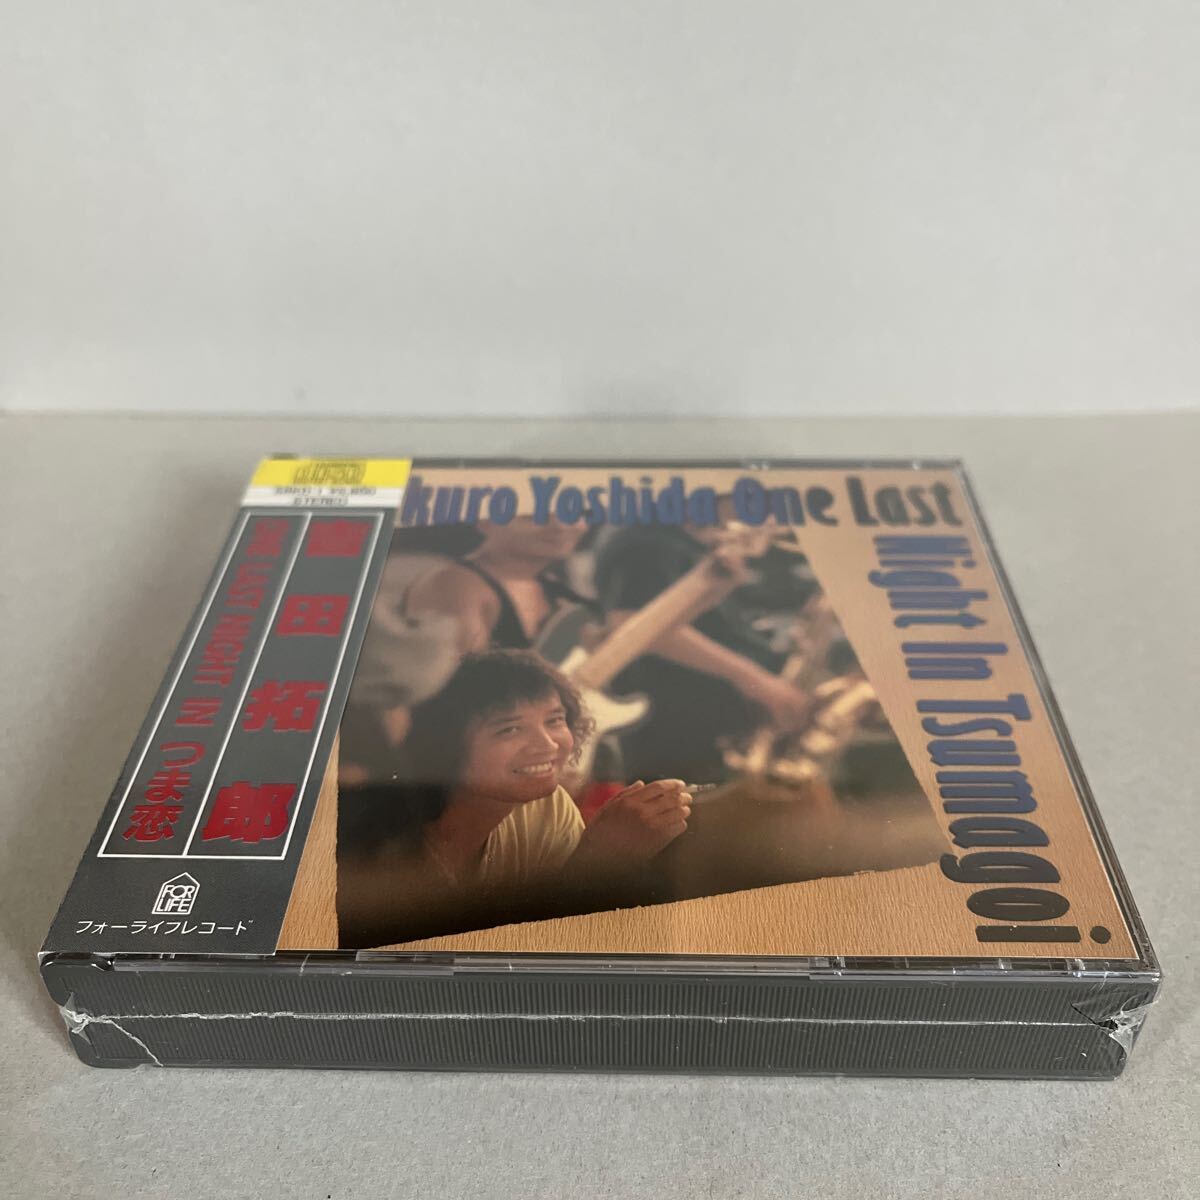 STEREO
吉田拓郎
ONE LAST NIGHT IN つま恋
FOR
LIFE
フォーライフレコード
kuro Yoshida One Last
Night In Tsumagoi